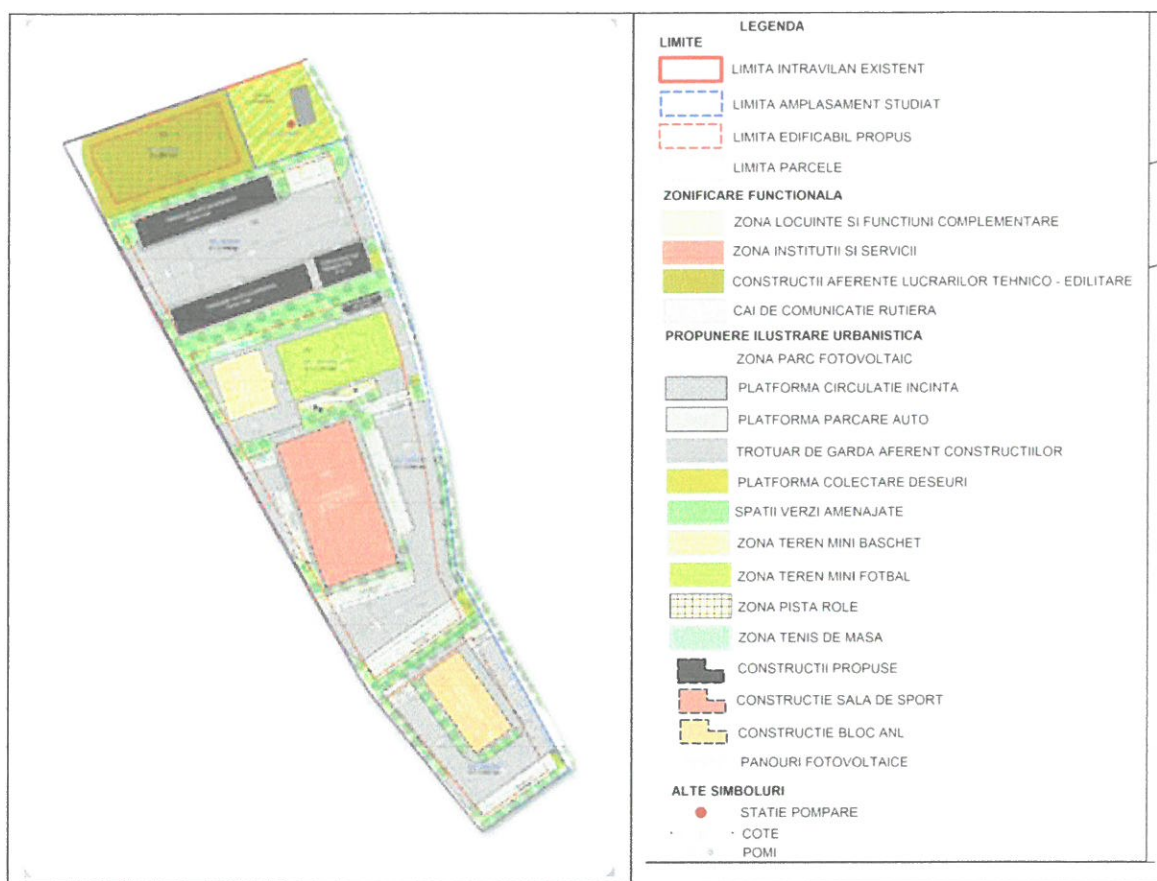 LEGENDA
LIMITE
LIMITA INTRAVILAN EXISTENT
LIMITA AMPLASAMENT STUDIAT
LIMITA EDIFICABIL PROPUS
LIMITA PARCELE
ZONIFICARE FUNCTIONALA
ZONA LOCUINTE SI FUNCTIUNI COMPLEMENTARE
ZONA INSTITUTII SI SERVICII
CONSTRUCTII AFERENTE LUCRARILOR TEHNICO - EDILITARE
CAI DE COMUNICATIE RUTIERA
PROPUNERE ILUSTRARE URBANISTICA
ZONA PARC FOTOVOLTAIC
PLATFORMA CIRCULATIE INCINTA
PLATFORMA PARCARE AUTO
TROTUAR DE GARDA AFERENT CONSTRUCTIILOR
PLATFORMA COLECTARE DESEURI
SPATII VERZI AMENAJATE
ZONA TEREN MINI BASCHET
ZONA TEREN MINI FOTBAL
ZONA PISTA ROLE
ZONA TENIS DE MASA
CONSTRUCTII PROPUSE
CONSTRUCTIE SALA DE SPORT
CONSTRUCTIE BLOC ANL
PANOURI FOTOVOLTAICE
ALTE SIMBOLURI
STATIE POMPARE
COTE
POMI